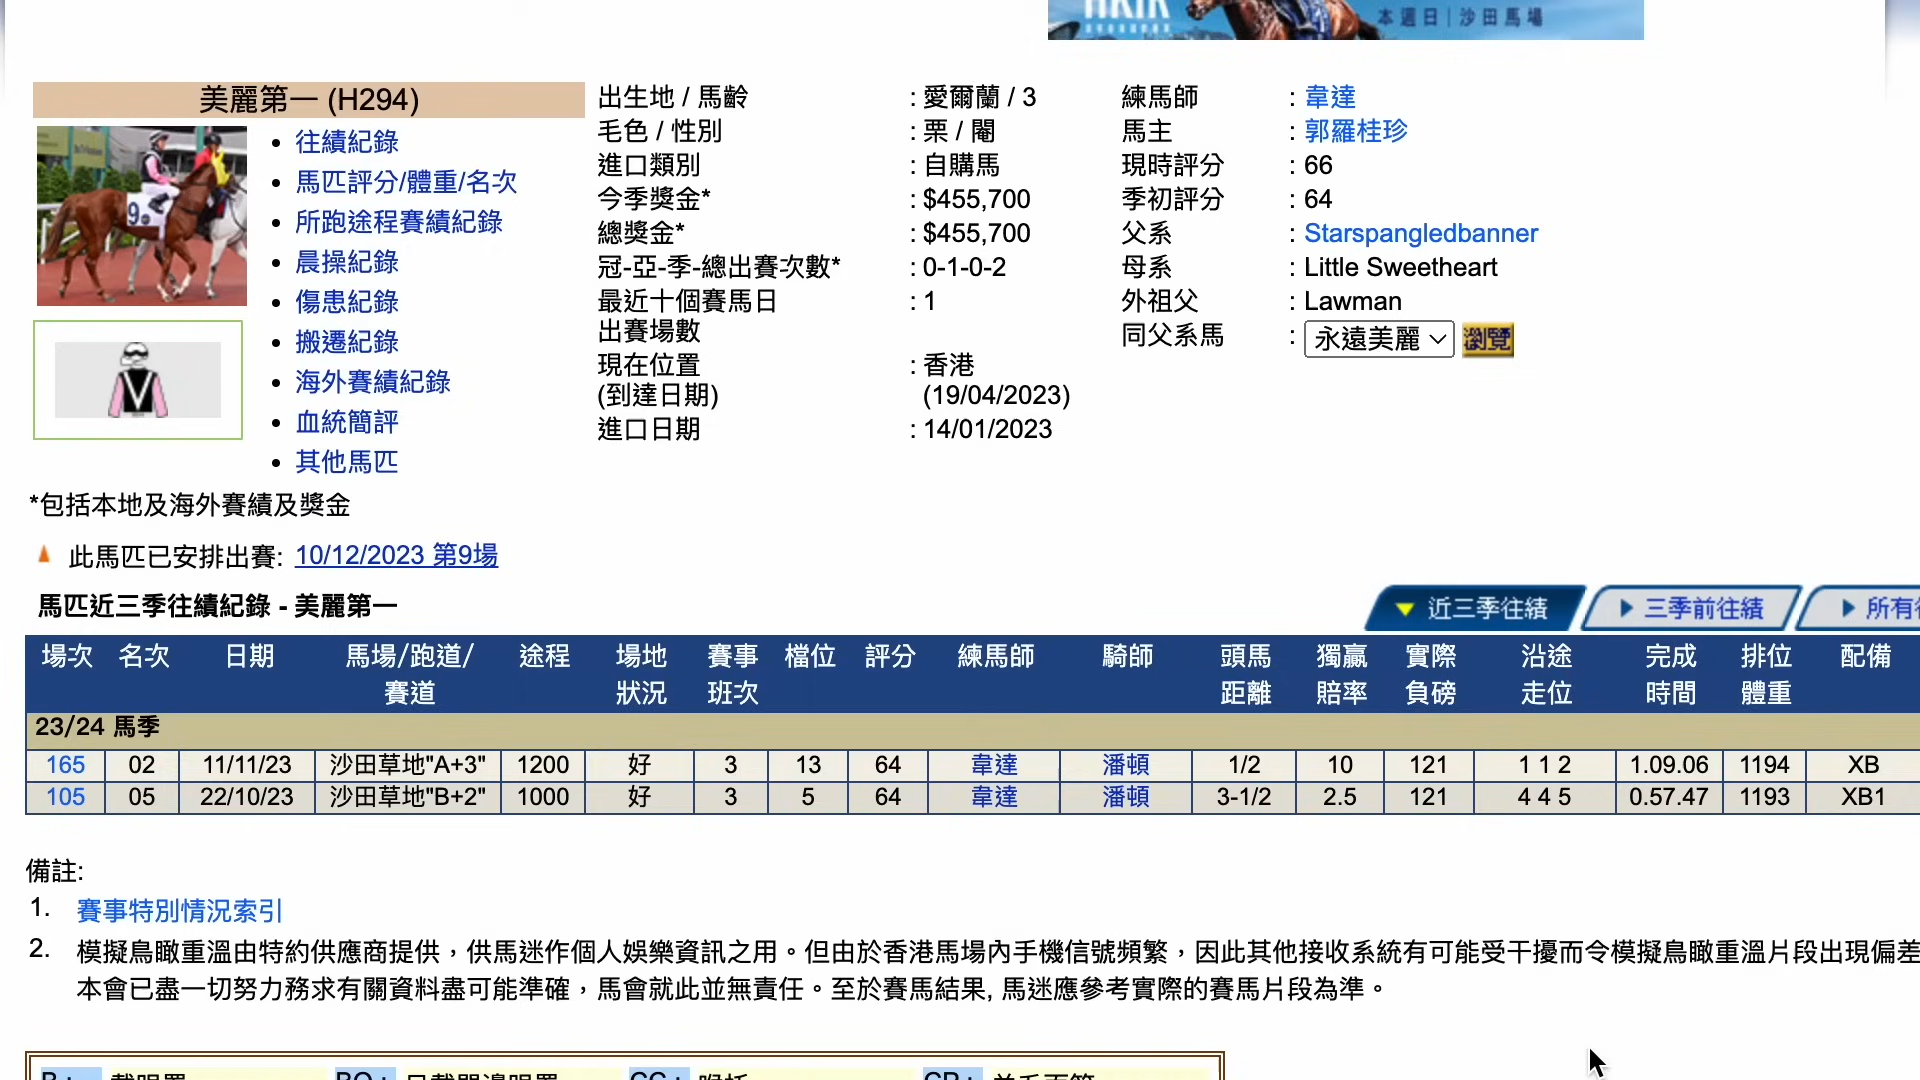 本週日|沙田馬場
美麗第一 (H294)
往績紀錄
馬匹評分/體重/名次
所跑途程賽績紀錄
晨操紀錄
傷患紀錄
搬遷紀錄
海外賽績紀錄
血統簡評
其他馬匹
出生地 / 馬齡 : 愛爾蘭 / 3
毛色 / 性別 : 栗 / 閹
進口類別 : 自購馬
今季獎金* : $455,700
總獎金* : $455,700
冠-亞-季-總出賽次數* : 0-1-0-2
最近十個賽馬日 : 1
出賽場數
現在位置 : 香港
(到達日期) (19/04/2023)
進口日期 : 14/01/2023
練馬師 : 韋達
馬主 : 郭羅桂珍
現時評分 : 66
季初評分 : 64
父系 : Starspangledbanner
母系 : Little Sweetheart
外祖父 : Lawman
同父系馬 : 永遠美麗 瀏覽
*包括本地及海外賽績及獎金
此馬匹已安排出賽: 10/12/2023 第9場
馬匹近三季往績紀錄 - 美麗第一
近三季往績 三季前往績 所有
場次 名次 日期 馬場/跑道/ 途程 場地 賽事 檔位 評分 練馬師 騎師 頭馬 獨贏 實際 沿途 完成 排位 配備
賽道 狀況 班次 距離 賠率 負磅 走位 時間 體重
23/24 馬季
165 02 11/11/23 沙田草地"A+3" 1200 好 3 13 64 韋達 潘頓 1/2 10 121 1 1 2 1.09.06 1194 XB
105 05 22/10/23 沙田草地"B+2" 1000 好 3 5 64 韋達 潘頓 3-1/2 2.5 121 4 4 5 0.57.47 1193 XB1
備註:
1. 賽事特別情況索引
2. 模擬鳥瞰重溫由特約供應商提供，供馬迷作個人娛樂資訊之用。但由於香港馬場內手機信號頻繁，因此其他接收系統有可能受干擾而令模擬鳥瞰重溫片段出現偏差
本會已盡一切努力務求有關資料盡可能準確，馬會就此並無責任。至於賽馬結果, 馬迷應參考實際的賽馬片段為準。